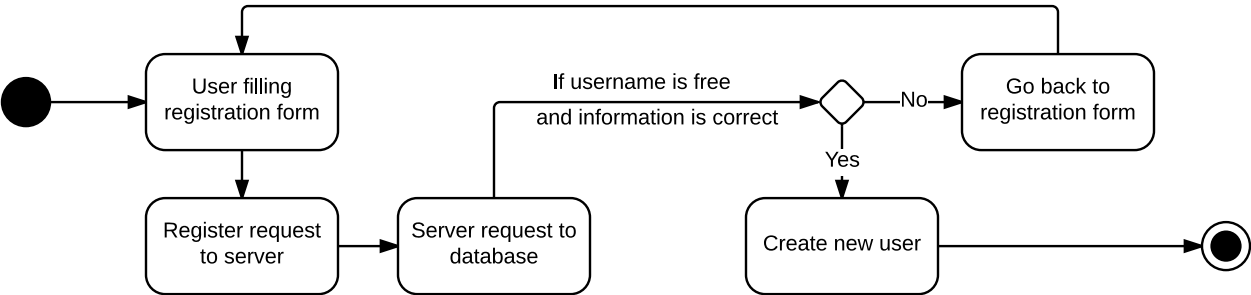 User filling
registration form
Register request
to server
Server request to
database
If username is free
and information is correct
No
Go back to
registration form
Yes
Create new user